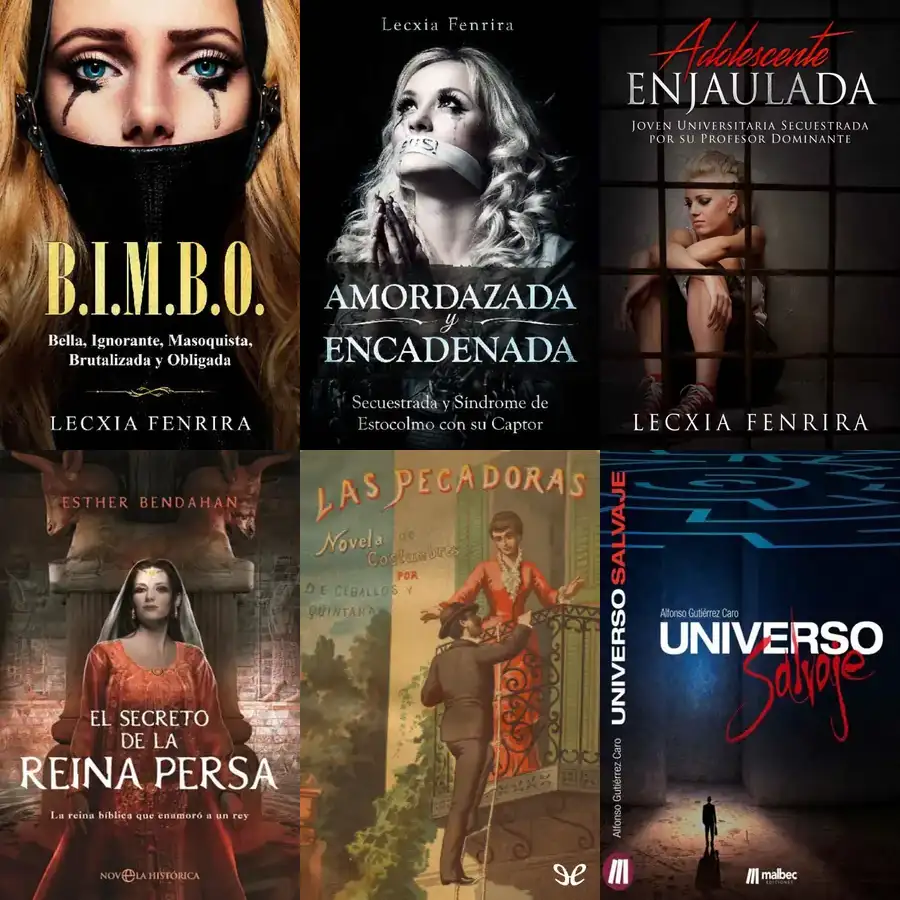 B.I.M.B.O.
Bella, Ignorante, Masoquista,
Brutalizada y Obligada
LECXIA FENRIRA
Lecxia Fenrira
AMORDAZADA
y
ENCADENADA
Secuestrada y Síndrome de
Estocolmo con su Captor
Adolescente
ENJAULADA
Joven Universitaria Secuestrada
por su Profesor Dominante
LECXIA FENRIRA
ESTHER BENDAHAN
EL SECRETO
DE LA
REINA PERSA
La reina bíblica que enamoró a un rey
NOVELA HISTÓRICA
LAS PECADORAS
Novela de
Costumbres
POR
DE CEBALLOS Y
QUINTANA
Alfonso Gutiérrez Caro UNIVERSO SALVAJE
Alfonso Gutiérrez Caro
UNIVERSO
Salvaje
malbec
EDICIONES